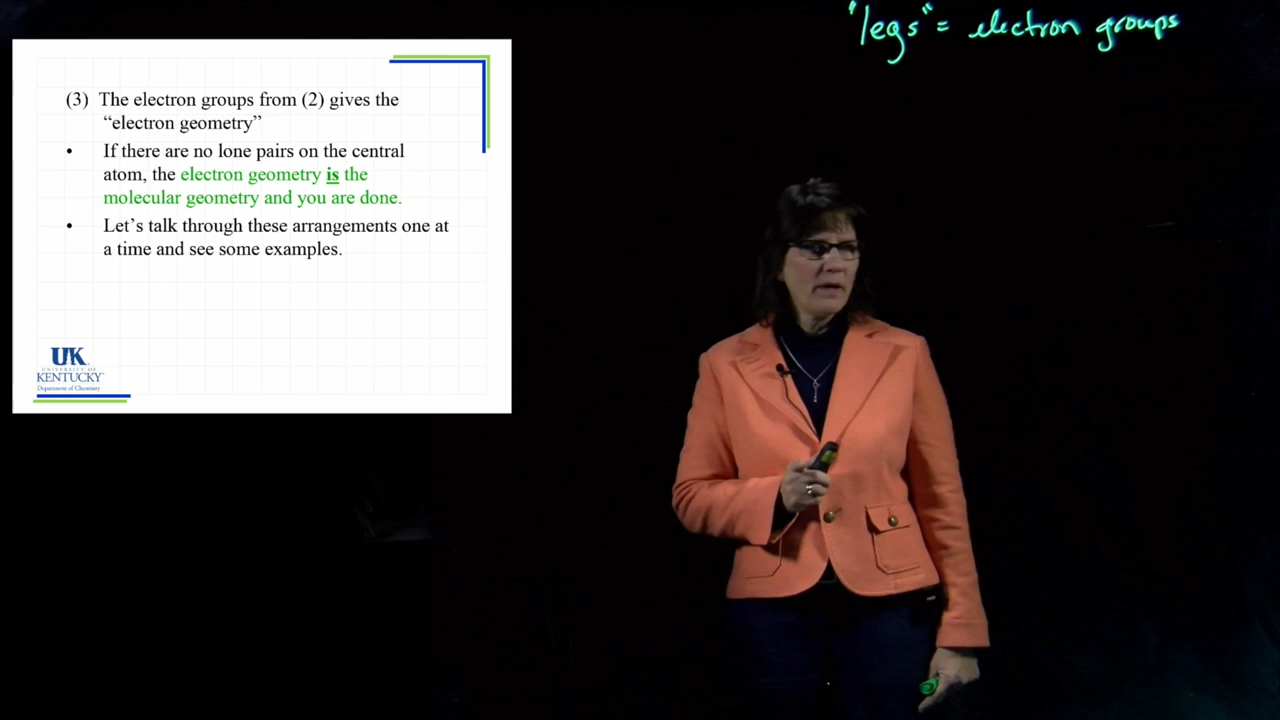 "legs" = electron groups
(3) The electron groups from (2) gives the
“electron geometry”
• If there are no lone pairs on the central
atom, the electron geometry is the
molecular geometry and you are done.
• Let’s talk through these arrangements one at
a time and see some examples.
UK
UNIVERSITY OF
KENTUCKY
Department of Chemistry